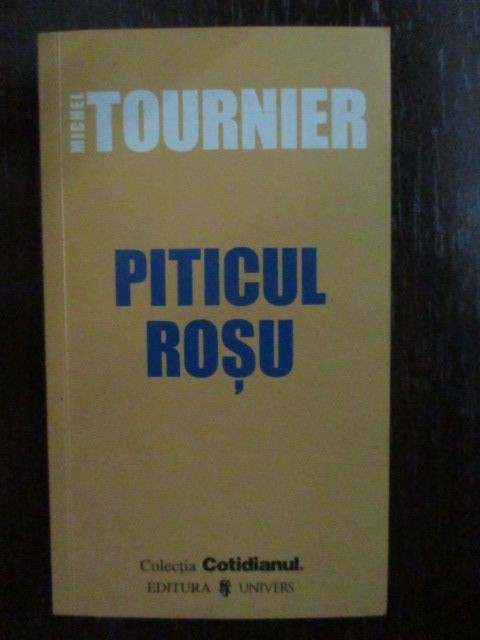 MICHEL TOURNIER
PITICUL
ROȘU
Colecția Cotidianul.
EDITURA UNIVERS